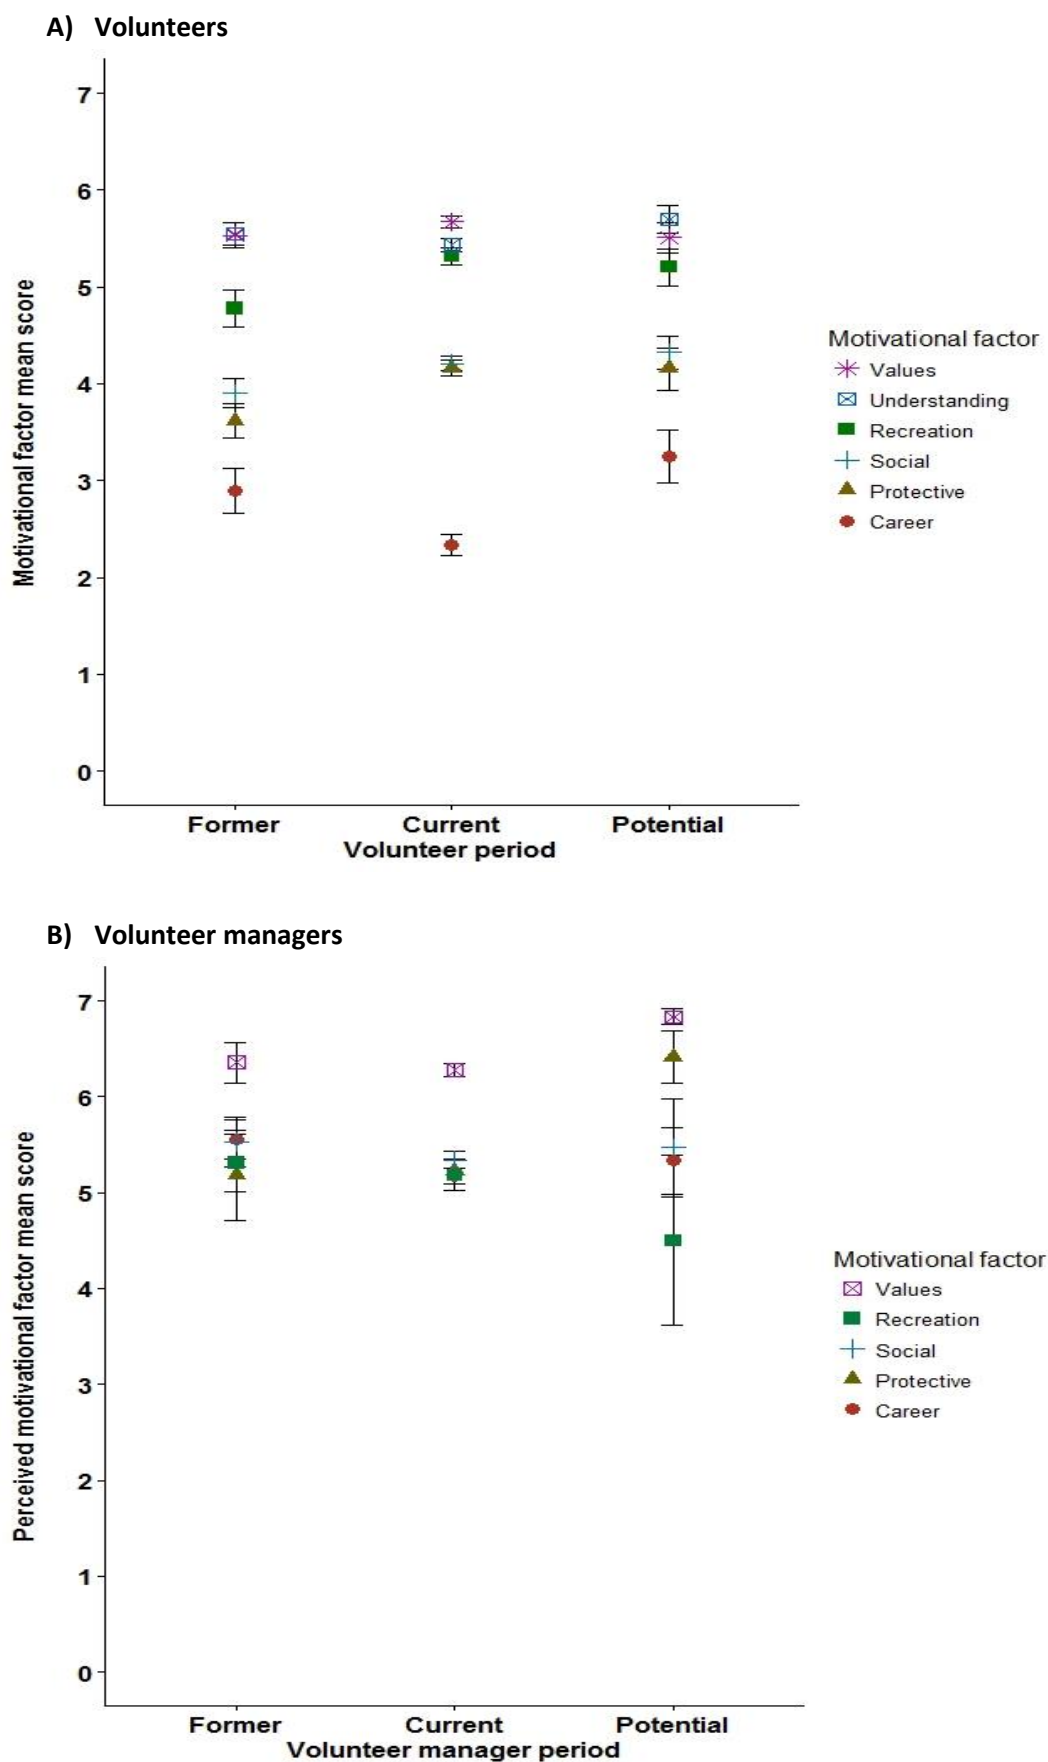 A) Volunteers
Motivational factor mean score
7
6
5
4
3
2
1
0
Former Current Potential
Volunteer period
Motivational factor
Values
Understanding
Recreation
Social
Protective
Career
B) Volunteer managers
Perceived motivational factor mean score
7
6
5
4
3
2
1
0
Former Current Potential
Volunteer manager period
Motivational factor
Values
Recreation
Social
Protective
Career